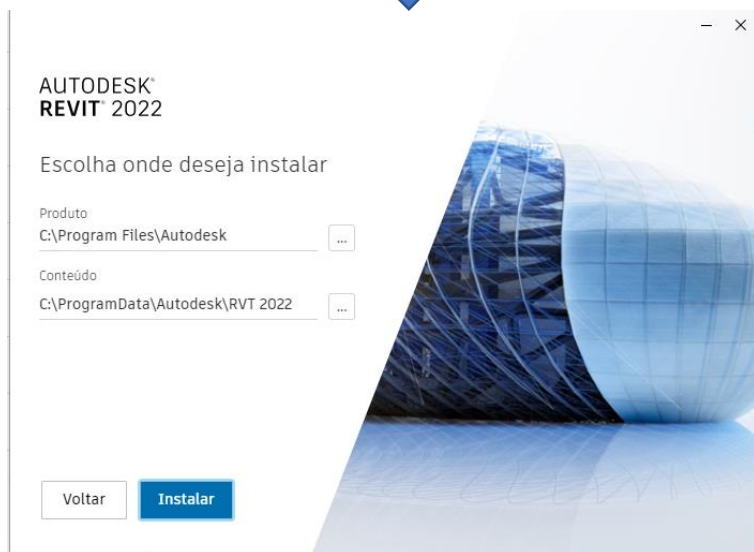 AUTODESK®
REVIT® 2022
Escolha onde deseja instalar
Produto
C:\Program Files\Autodesk
...
Conteúdo
C:\ProgramData\Autodesk\RVT 2022
...
Voltar
Instalar